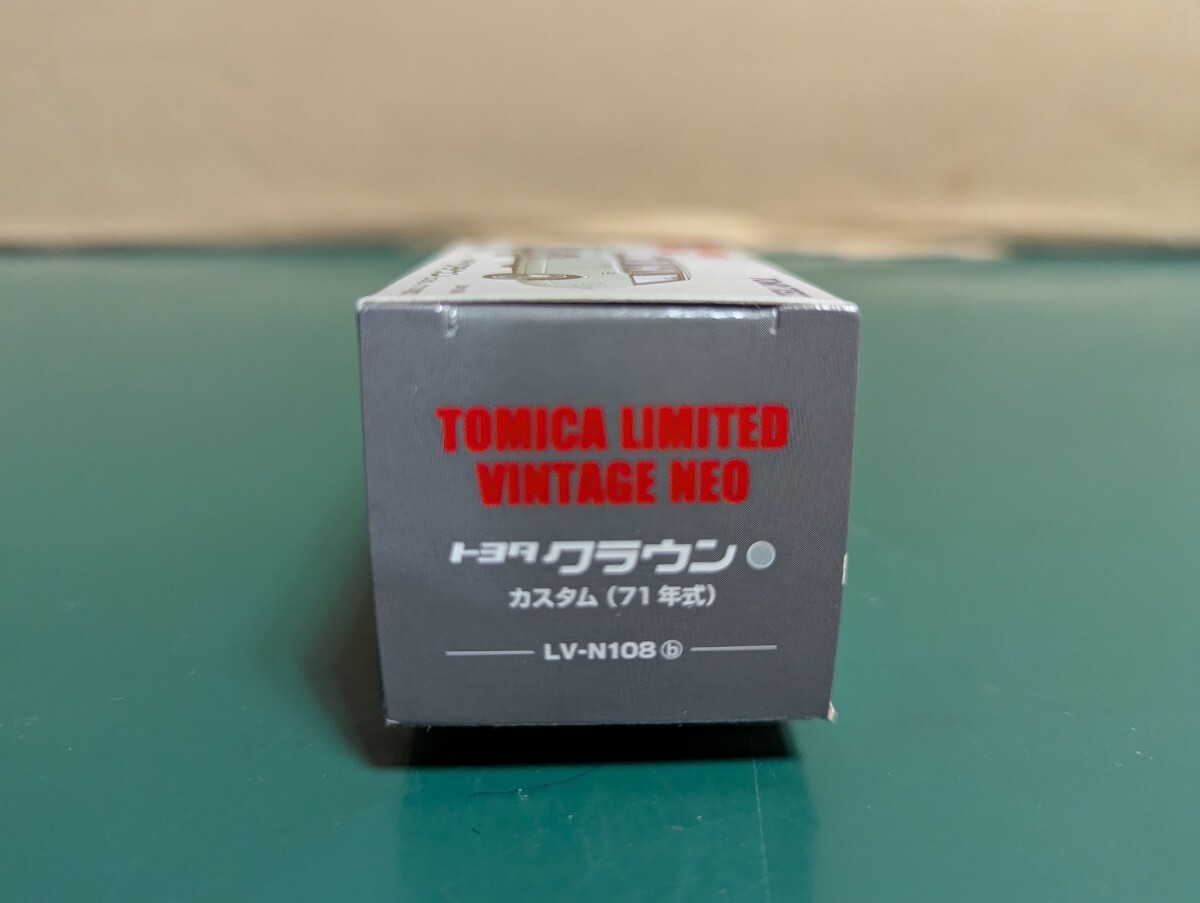 TOMICA LIMITED
VINTAGE NEO
トヨタ クラウン
カスタム（71年式）
LV-N108 ⓑ